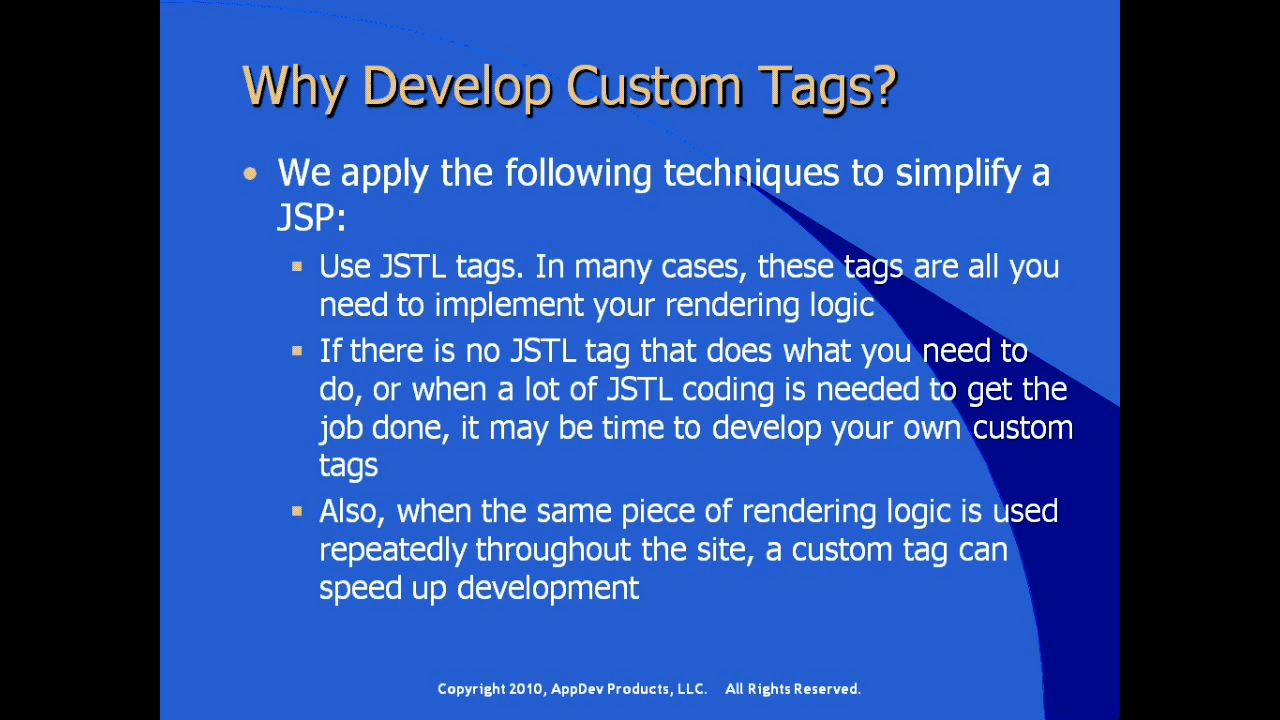 Why Develop Custom Tags?
We apply the following techniques to simplify a
JSP:
Use JSTL tags. In many cases, these tags are all you
need to implement your rendering logic
If there is no JSTL tag that does what you need to
do, or when a lot of JSTL coding is needed to get the
job done, it may be time to develop your own custom
tags
Also, when the same piece of rendering logic is used
repeatedly throughout the site, a custom tag can
speed up development
Copyright 2010, AppDev Products, LLC. All Rights Reserved.